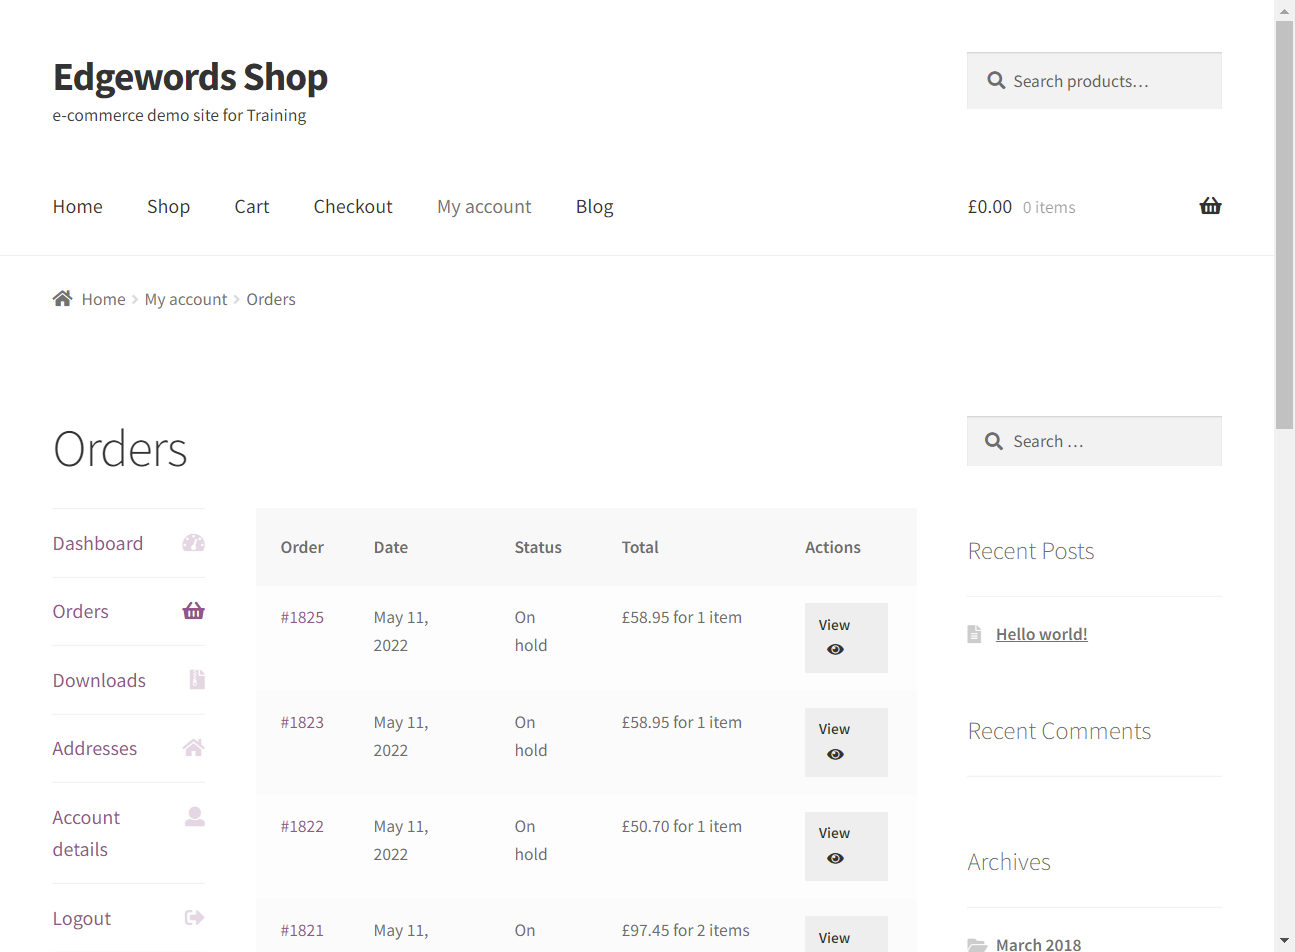 Edgewords Shop
e-commerce demo site for Training
Search products…
Home Shop Cart Checkout My account Blog
£0.00 0 items
Home My account Orders
Orders
Search …
Dashboard
Orders
Downloads
Addresses
Account
details
Logout
Order Date Status Total Actions
#1825 May 11, On £58.95 for 1 item View
2022 hold
#1823 May 11, On £58.95 for 1 item View
2022 hold
#1822 May 11, On £50.70 for 1 item View
2022 hold
#1821 May 11, On £97.45 for 2 items View
Recent Posts
Hello world!
Recent Comments
Archives
March 2018